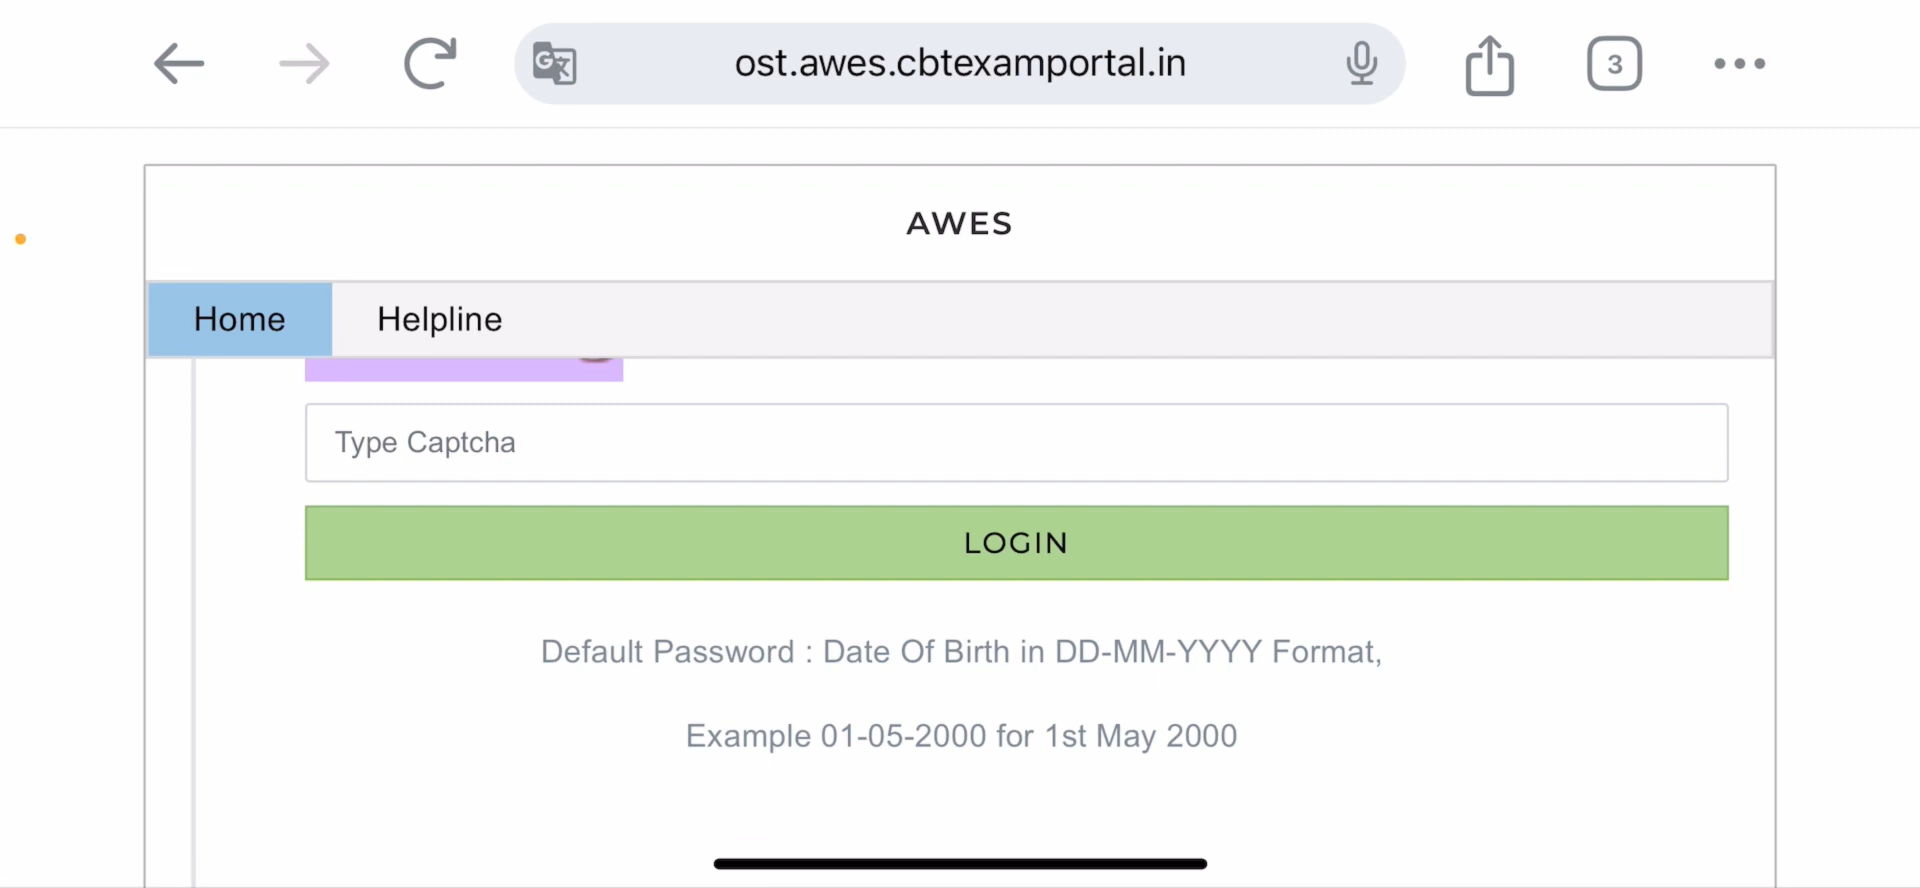 ost.awes.cbtexamportal.in
3
AWES
Home Helpline
Type Captcha
LOGIN
Default Password : Date Of Birth in DD-MM-YYYY Format,
Example 01-05-2000 for 1st May 2000